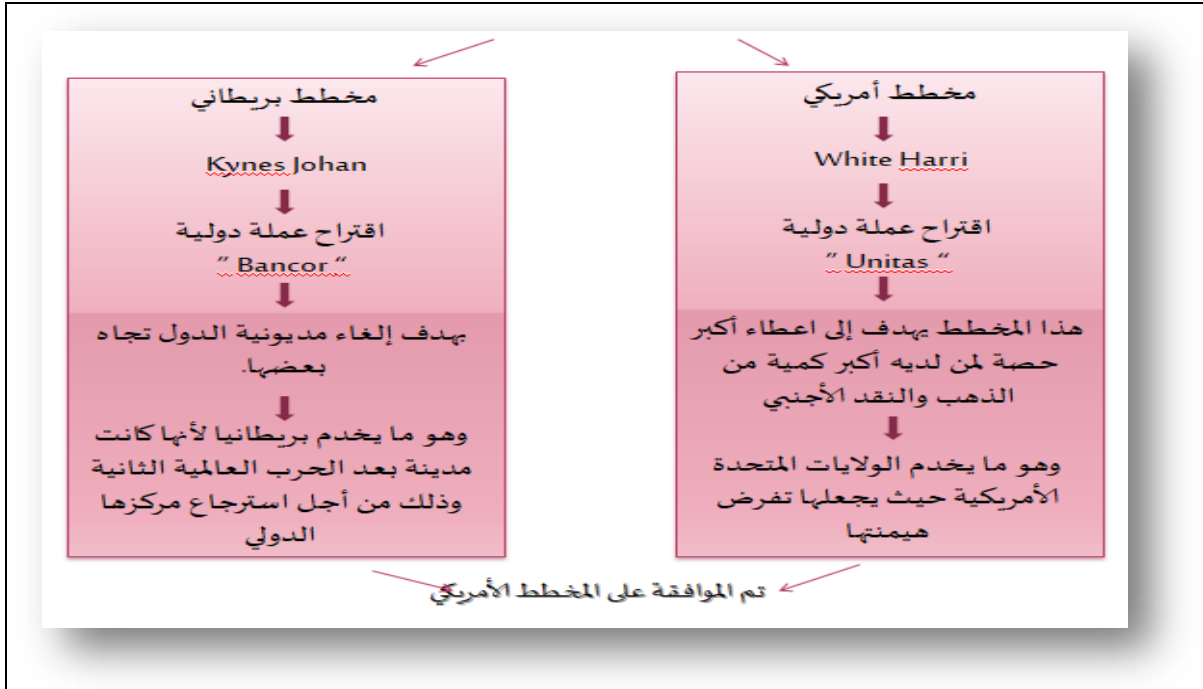 مخطط أمريكي
White Harri
اقتراح عملة دولية
“ Unitas ”
هذا المخطط يهدف إلى اعطاء أكبر
حصة لمن لديه أكبر كمية من
الذهب والنقد الأجنبي
وهو ما يخدم الولايات المتحدة
الأمريكية حيث يجعلها تفرض
هيمنتها
مخطط بريطاني
Kynes Johan
اقتراح عملة دولية
“ Bancor ”
يهدف إلغاء مديونية الدول تجاه
بعضها.
وهو ما يخدم بريطانيا لأنها كانت
مدينة بعد الحرب العالمية الثانية
وذلك من أجل استرجاع مركزها
الدولي
تم الموافقة على المخطط الأمريكي